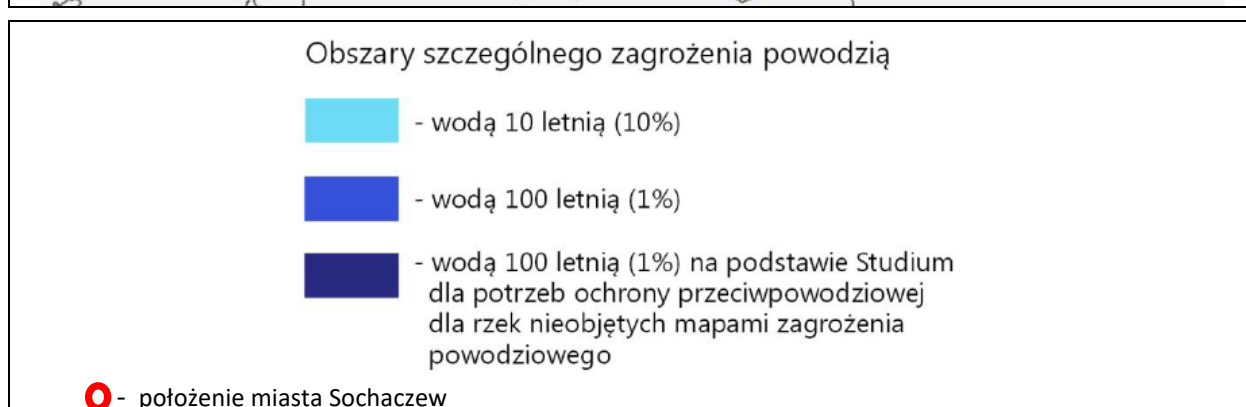 Obszary szczególnego zagrożenia powodzią
- wodą 10 letnią (10%)
- wodą 100 letnią (1%)
- wodą 100 letnią (1%) na podstawie Studium
dla potrzeb ochrony przeciwpowodziowej
dla rzek nieobjętych mapami zagrożenia
powodziowego
- położenie miasta Sochaczew